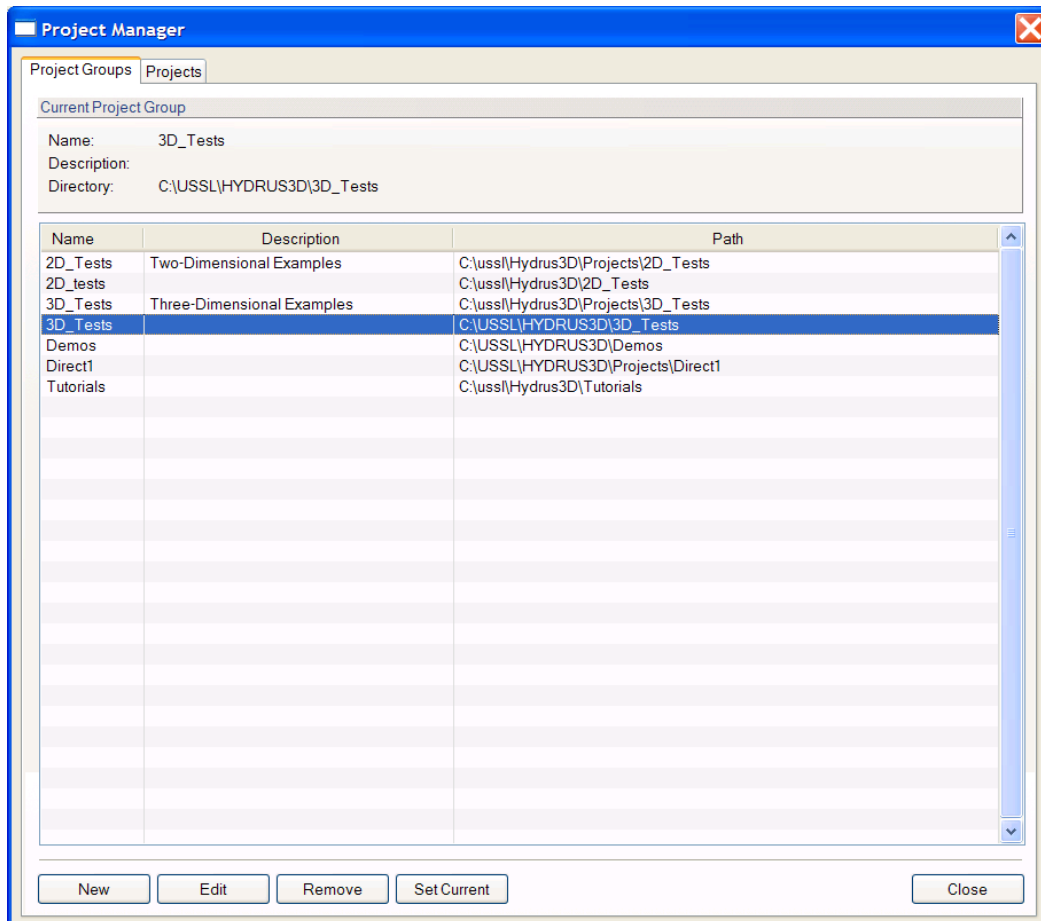 Project Manager
Project Groups Projects
Current Project Group
Name: 3D_Tests
Description:
Directory: C:\USSL\HYDRUS3D\3D_Tests
Name Description Path
2D_Tests Two-Dimensional Examples C:\ussl\Hydrus3D\Projects\2D_Tests
2D_tests C:\ussl\Hydrus3D\2D_Tests
3D_Tests Three-Dimensional Examples C:\ussl\Hydrus3D\Projects\3D_Tests
3D_Tests C:\USSL\HYDRUS3D\3D_Tests
Demos C:\USSL\HYDRUS3D\Demos
Direct1 C:\USSL\HYDRUS3D\Projects\Direct1
Tutorials C:\ussl\Hydrus3D\Tutorials
New Edit Remove Set Current Close